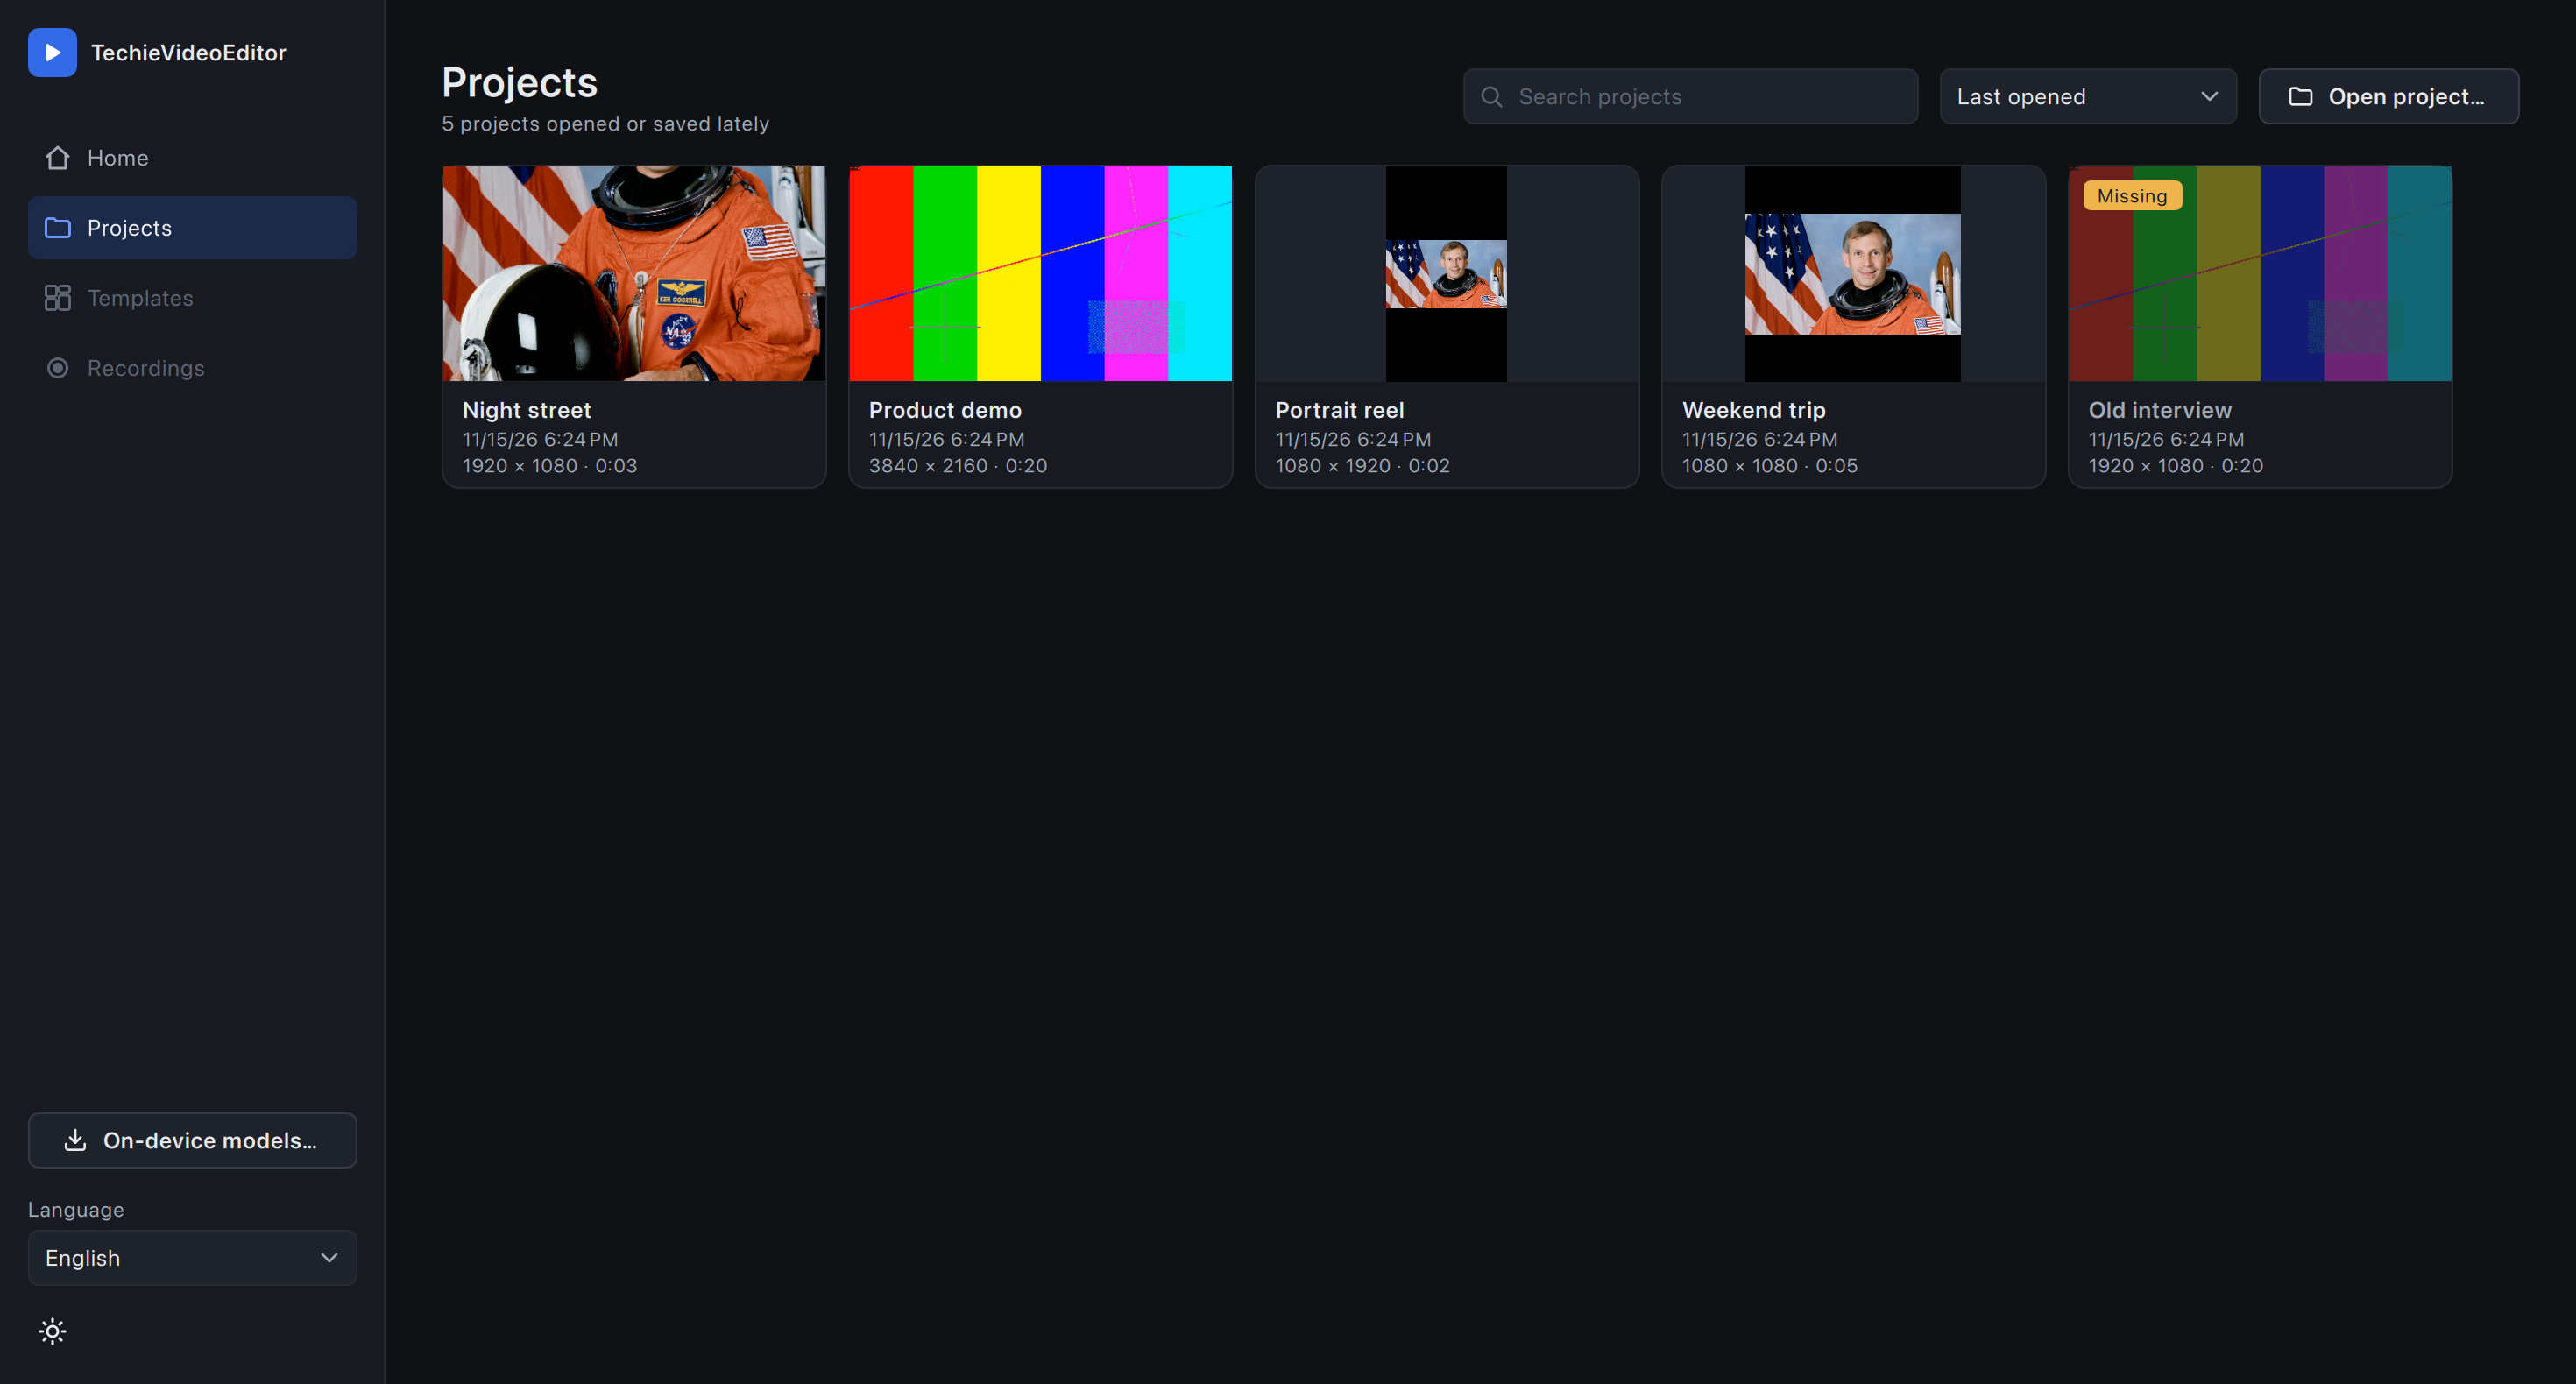 TechieVideoEditor
Home
Projects
Templates
Recordings
On-device models...
Language
English
Projects
5 projects opened or saved lately
Search projects
Last opened
Open project...
KEN COCKRELL
NASA
Night street
11/15/26 6:24 PM
1920 × 1080 · 0:03
Product demo
11/15/26 6:24 PM
3840 × 2160 · 0:20
Portrait reel
11/15/26 6:24 PM
1080 × 1920 · 0:02
Weekend trip
11/15/26 6:24 PM
1080 × 1080 · 0:05
Missing
Old interview
11/15/26 6:24 PM
1920 × 1080 · 0:20